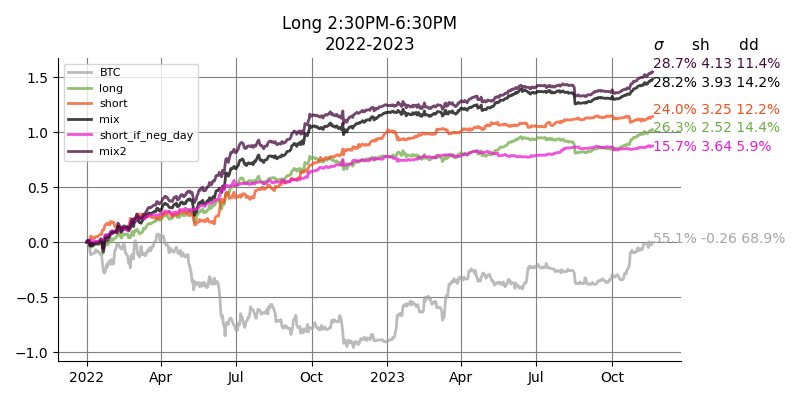 Long 2:30PM-6:30PM
2022-2023
σ sh dd
28.7% 4.13 11.4%
28.2% 3.93 14.2%
24.0% 3.25 12.2%
26.3% 2.52 14.4%
15.7% 3.64 5.9%
55.1% -0.26 68.9%
BTC
long
short
mix
short_if_neg_day
mix2
1.5
1.0
0.5
0.0
−0.5
−1.0
2022 Apr Jul Oct 2023 Apr Jul Oct